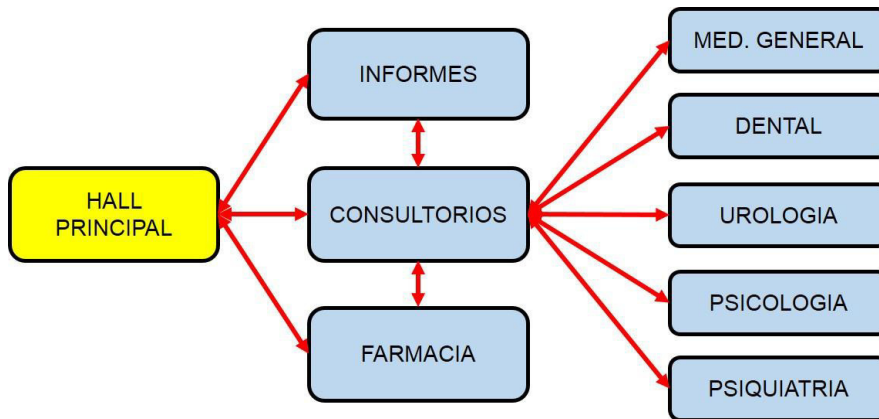 HALL
PRINCIPAL
INFORMES
CONSULTORIOS
FARMACIA
MED. GENERAL
DENTAL
UROLOGIA
PSICOLOGIA
PSIQUIATRIA